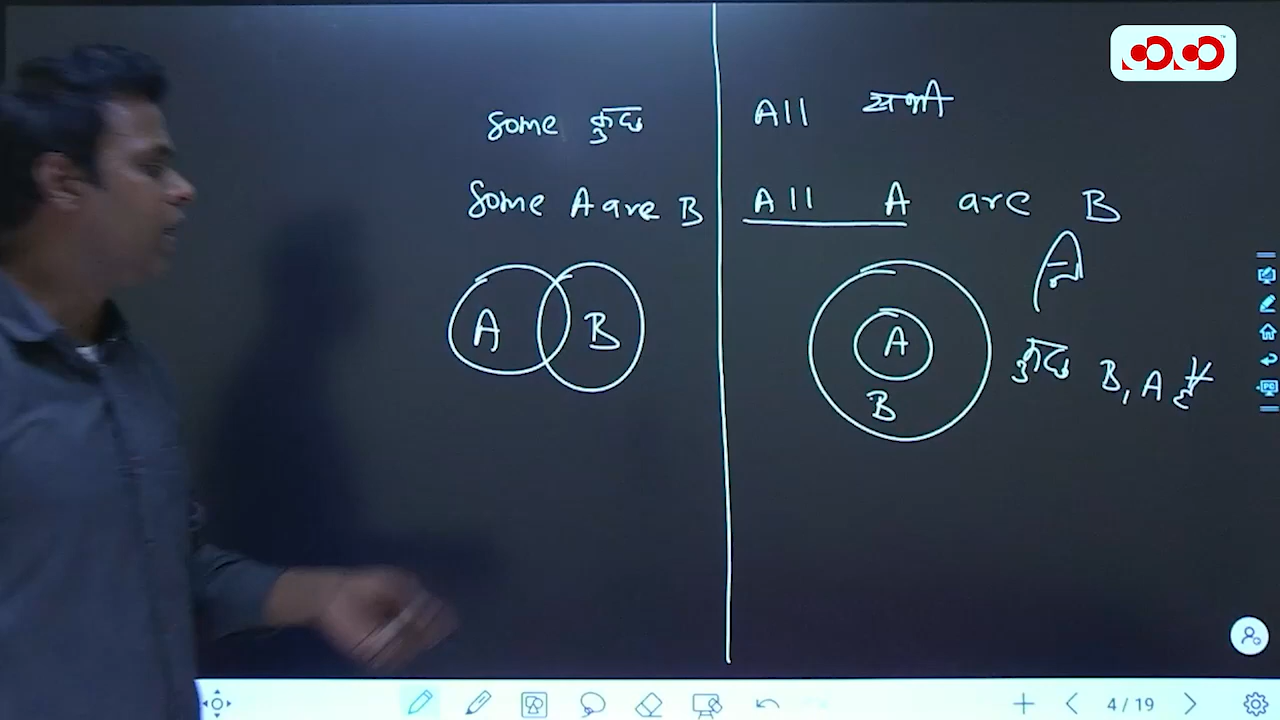 Some कुछ
Some A are B
A B
All सभी
All A are B
A
B
कुछ B, A हैं
4 / 19